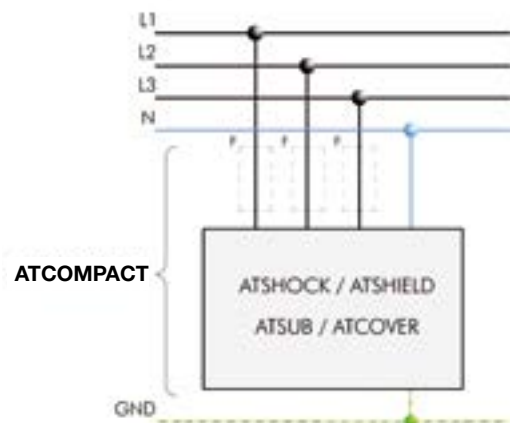 L1
L2
L3
N
F F F
ATCOMPACT
ATSHOCK / ATSHIELD
ATSUB / ATCOVER
GND